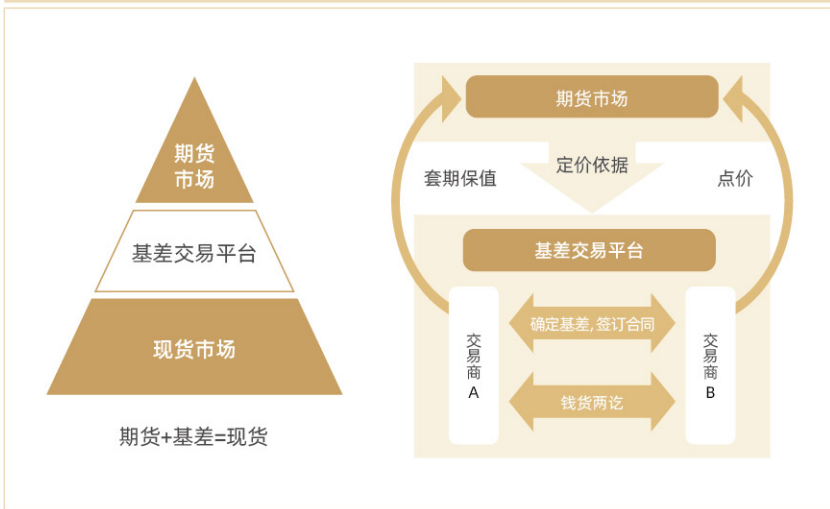 期货
市场
基差交易平台
现货市场
期货+基差=现货
期货市场
套期保值
定价依据
点价
基差交易平台
交易商A
确定基差,签订合同
钱货两讫
交易商B